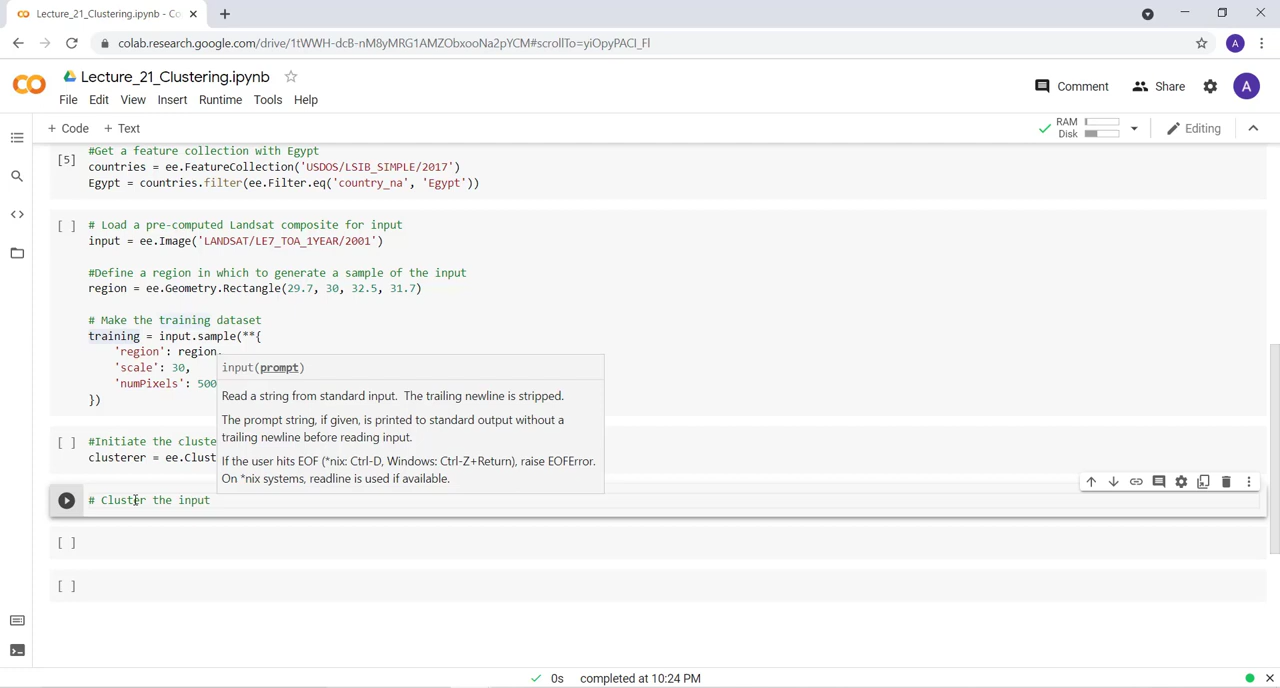 Lecture_21_Clustering.ipynb - Co
colab.research.google.com/drive/1tWWH-dcB-nM8yMRG1AMZObxooNa2pYCM#scrollTo=yiOpyPACI_Fl
A
CO
Lecture_21_Clustering.ipynb
File Edit View Insert Runtime Tools Help
Comment
Share
A
+ Code + Text
RAM
Disk
Editing
#Get a feature collection with Egypt
[5] countries = ee.FeatureCollection('USDOS/LSIB_SIMPLE/2017')
Egypt = countries.filter(ee.Filter.eq('country_na', 'Egypt'))
[ ] # Load a pre-computed Landsat composite for input
input = ee.Image('LANDSAT/LE7_TOA_1YEAR/2001')
#Define a region in which to generate a sample of the input
region = ee.Geometry.Rectangle(29.7, 30, 32.5, 31.7)
# Make the training dataset
training = input.sample(**{
'region': region,
'scale': 30,
'numPixels': 500
})
input(prompt)
Read a string from standard input. The trailing newline is stripped.
The prompt string, if given, is printed to standard output without a
trailing newline before reading input.
If the user hits EOF (*nix: Ctrl-D, Windows: Ctrl-Z+Return), raise EOFError.
On *nix systems, readline is used if available.
[ ] #Initiate the cluste
clusterer = ee.Clust
# Cluster the input
[ ]
[ ]
0s completed at 10:24 PM